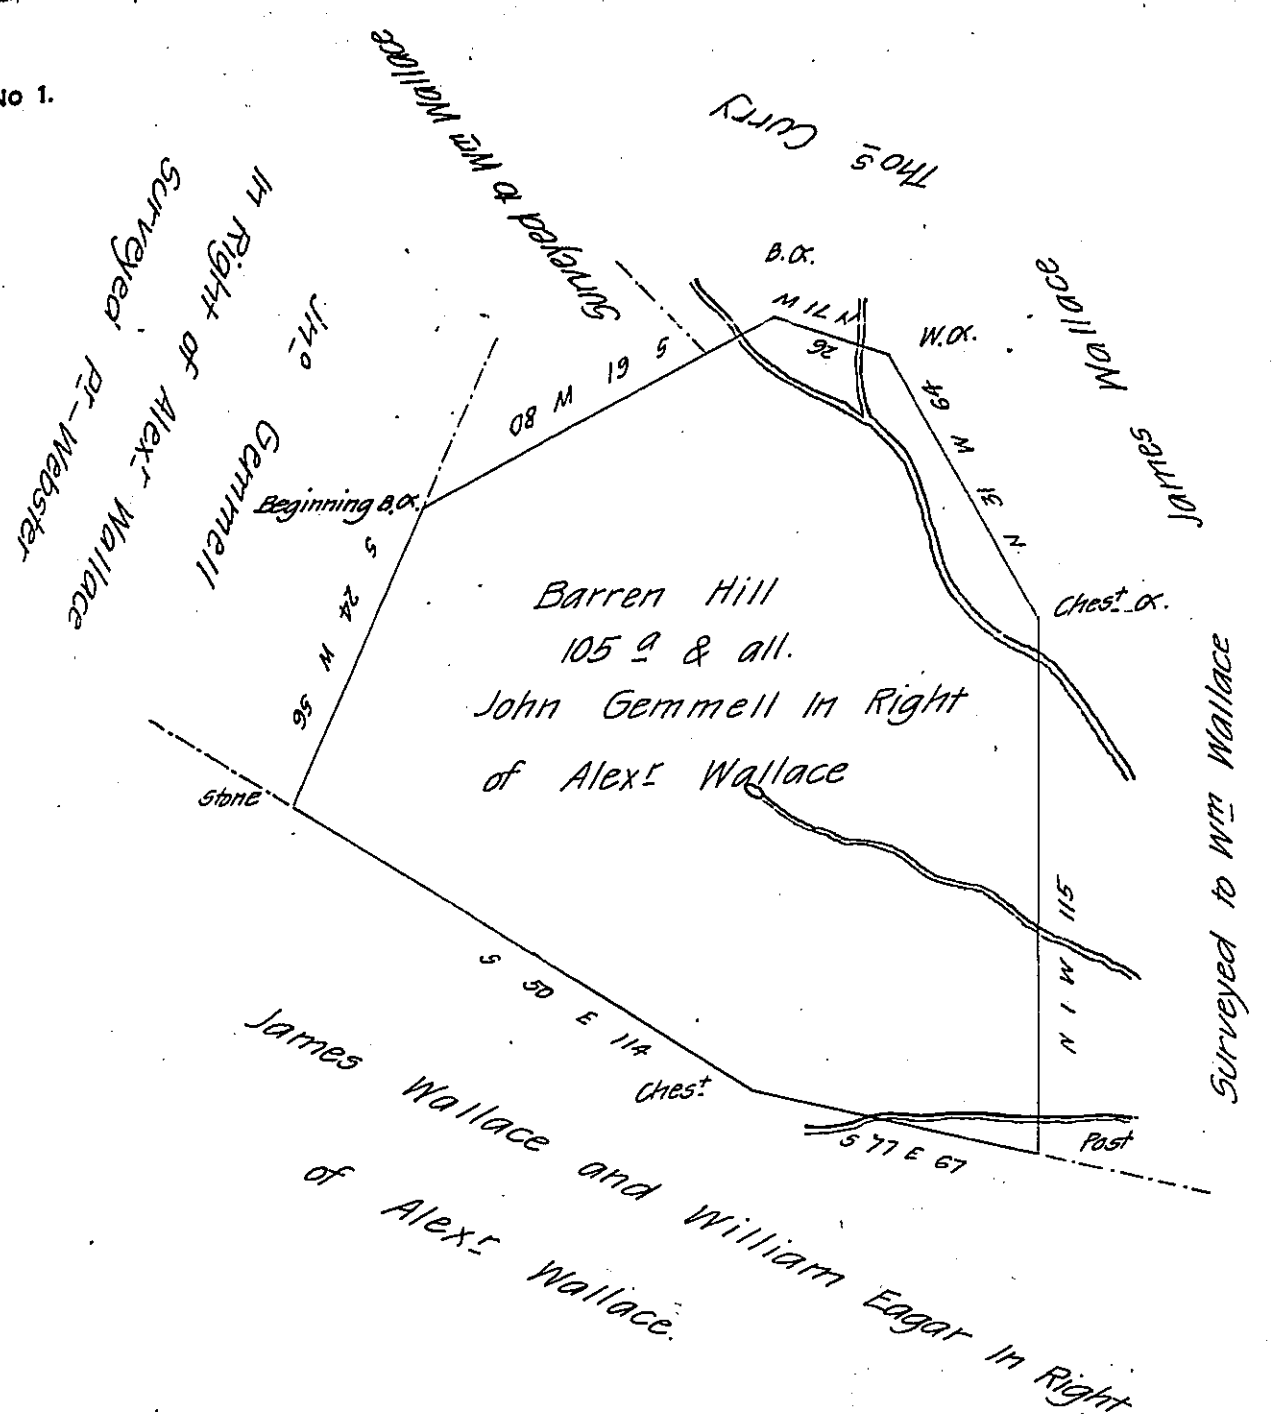 No 1.
Surveyed to Wm Wallace
Thos Curry
James Wallace
Surveyed pr Webster
In Right of Alexr Wallace
Jno Gemmell
B.O.
W.O.
N 71 W
26
S 61 W 80
N 31 W 64
Beginning B.O.
S 24 W 56
Chest O.
Barren Hill
105 a & all.
John Gemmell In Right
of Alexr Wallace
Stone
Surveyed to Wm Wallace
N 1 W 115
S 50 E 114
Chest
S 77 E 67
Post
James Wallace and William Eagar In Right
of Alexr Wallace.